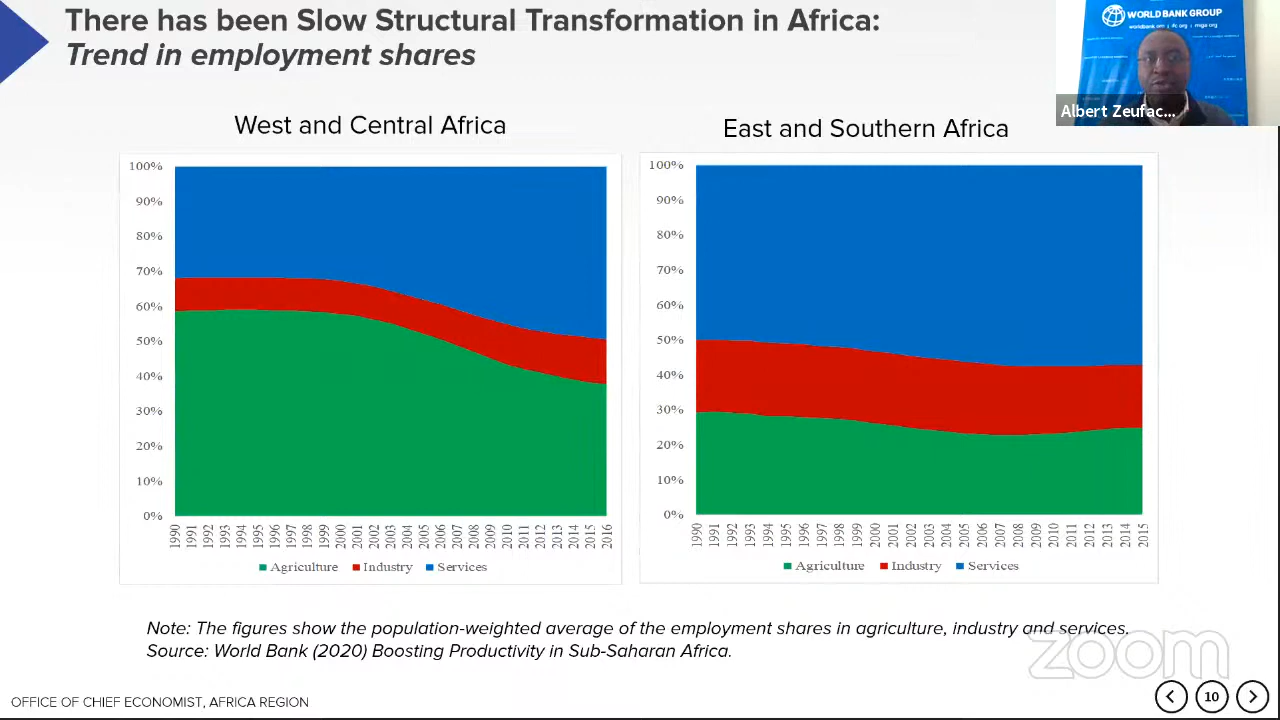 There has been Slow Structural Transformation in Africa:
Trend in employment shares
WORLD BANK GROUP
worldbank.org | ifc.org | miga.org
Albert Zeufac...
West and Central Africa
100%
90%
80%
70%
60%
50%
40%
30%
20%
10%
0%
1990 1991 1992 1993 1994 1995 1996 1997 1998 1999 2000 2001 2002 2003 2004 2005 2006 2007 2008 2009 2010 2011 2012 2013 2014 2015 2016
Agriculture Industry Services
East and Southern Africa
100%
90%
80%
70%
60%
50%
40%
30%
20%
10%
0%
1990 1991 1992 1993 1994 1995 1996 1997 1998 1999 2000 2001 2002 2003 2004 2005 2006 2007 2008 2009 2010 2011 2012 2013 2014 2015
Agriculture Industry Services
Note: The figures show the population-weighted average of the employment shares in agriculture, industry and services.
Source: World Bank (2020) Boosting Productivity in Sub-Saharan Africa.
zoom
OFFICE OF CHIEF ECONOMIST, AFRICA REGION
10